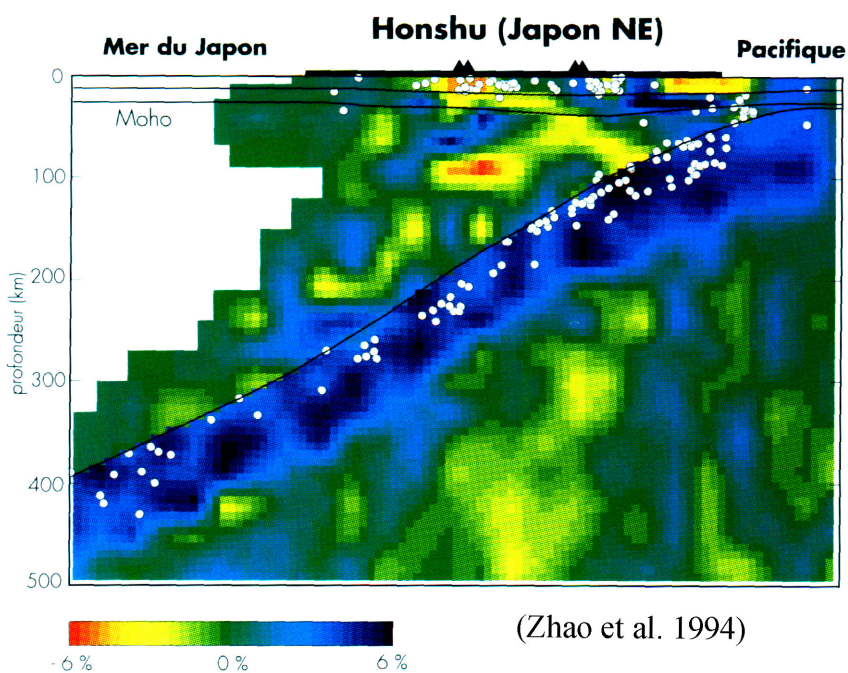 Honshu (Japon NE)
Mer du Japon
Pacifique
0
Moho
100
200
300
400
500
profondeur (km)
- 6 %
0 %
6 %
(Zhao et al. 1994)